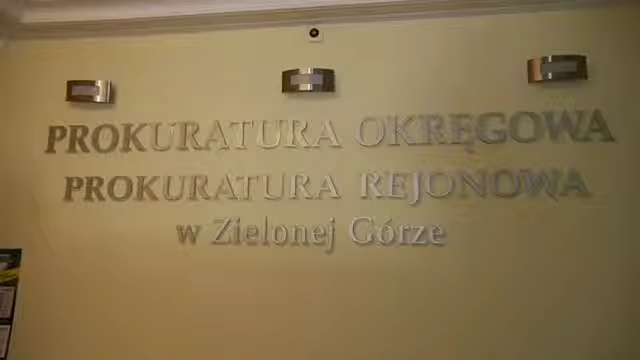 PROKURATURA OKRĘGOWA
PROKURATURA REJONOWA
w Zielonej Górze